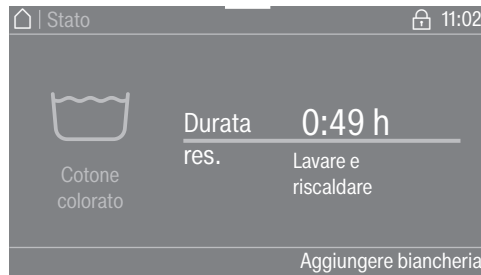 | Stato 11:02
Durata 0:49 h
res. Lavare e
riscaldare
Cotone
colorato
Aggiungere biancheria